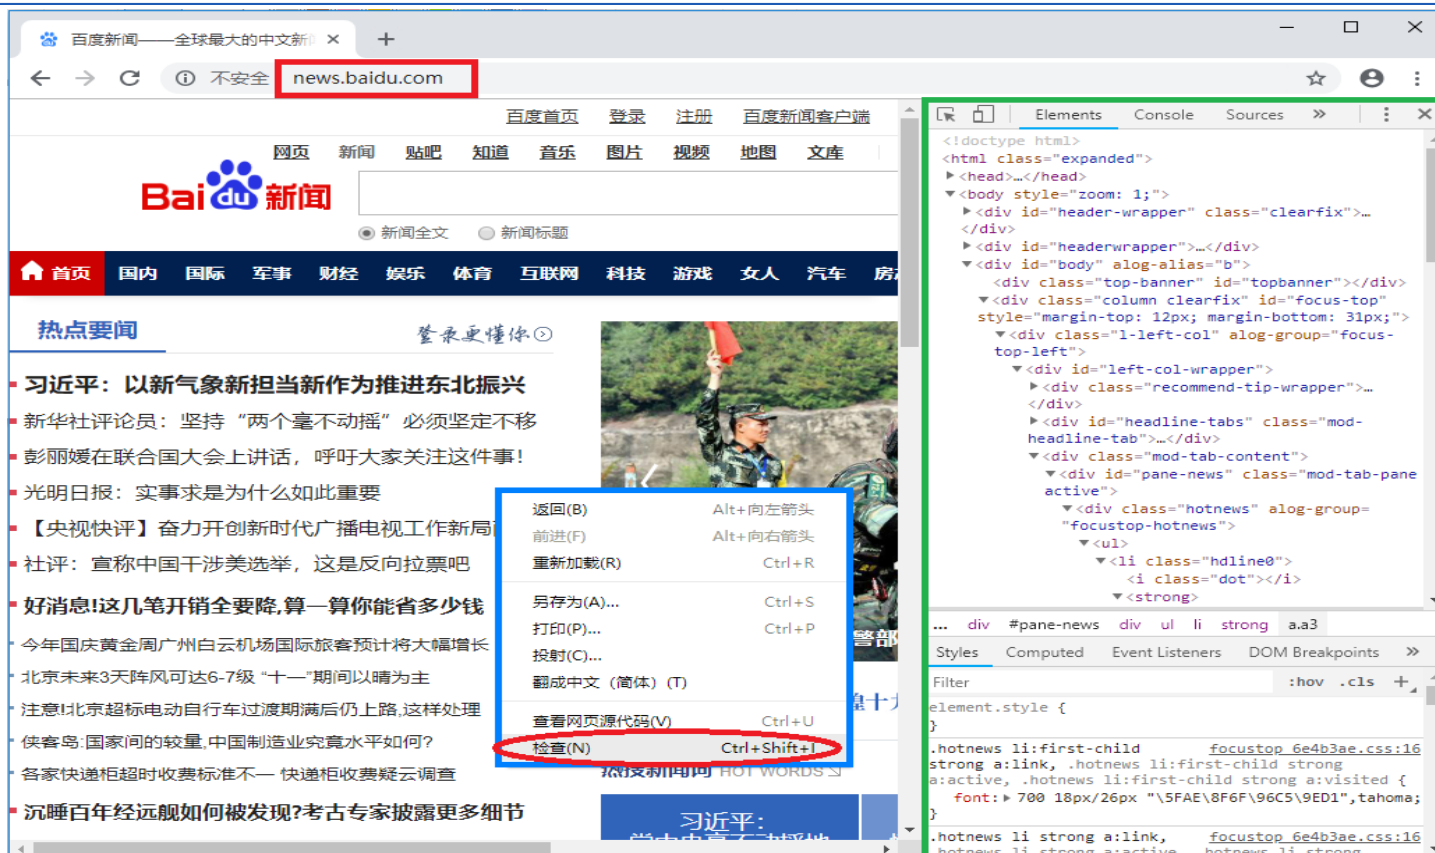 百度新闻——全球最大的中文新
不安全 news.baidu.com
百度首页 登录 注册 百度新闻客户端
网页 新闻 贴吧 知道 音乐 图片 视频 地图 文库
Bai du 新闻
新闻全文 新闻标题
首页 国内 国际 军事 财经 娱乐 体育 互联网 科技 游戏 女人 汽车 房
热点要闻
登录更懂你
习近平：以新气象新担当新作为推进东北振兴
新华社评论员：坚持“两个毫不动摇”必须坚定不移
彭丽媛在联合国大会上讲话，呼吁大家关注这件事！
光明日报：实事求是为什么如此重要
【央视快评】奋力开创新时代广播电视工作新局
社评：宣称中国干涉美选举，这是反向拉票吧
好消息!这几笔开销全要降,算一算你能省多少钱
今年国庆黄金周广州白云机场国际旅客预计将大幅增长
北京未来3天阵风可达6-7级 “十一”期间以晴为主
注意!北京超标电动自行车过渡期满后仍上路,这样处理
侠客岛:国家间的较量,中国制造业究竟水平如何?
各家快递柜超时收费标准不一 快递柜收费疑云调查
沉睡百年经远舰如何被发现?考古专家披露更多细节
警部
返回(B) Alt+向左箭头
前进(F) Alt+向右箭头
重新加载(R) Ctrl+R
另存为(A)... Ctrl+S
打印(P)... Ctrl+P
投射(C)...
翻成中文（简体）(T)
查看网页源代码(V) Ctrl+U
检查(N) Ctrl+Shift+I
热搜新闻词 HOT WORDS
习近平:
Elements Console Sources »
<!doctype html>
<html class="expanded">
<head>…</head>
<body style="zoom: 1;">
<div id="header-wrapper" class="clearfix">…
</div>
<div id="headerwrapper">…</div>
<div id="body" alog-alias="b">
<div class="top-banner" id="topbanner"></div>
<div class="column clearfix" id="focus-top"
style="margin-top: 12px; margin-bottom: 31px;">
<div class="l-left-col" alog-group="focus-
top-left">
<div id="left-col-wrapper">
<div class="recommend-tip-wrapper">…
</div>
<div id="headline-tabs" class="mod-
headline-tab">…</div>
<div class="mod-tab-content">
<div id="pane-news" class="mod-tab-pane
active">
<div class="hotnews" alog-group=
"focustop-hotnews">
<ul>
<li class="hdline0">
<i class="dot"></i>
<strong>
... div #pane-news div ul li strong a.a3
Styles Computed Event Listeners DOM Breakpoints »
Filter :hov .cls +
element.style {
}
.hotnews li:first-child focustop_6e4b3ae.css:16
strong a:link, .hotnews li:first-child strong
a:active, .hotnews li:first-child strong a:visited {
font: 700 18px/26px "\5FAE\8F6F\96C5\9ED1",tahoma;
}
.hotnews li strong a:link, focustop_6e4b3ae.css:16
.hotnews li strong a:active, .hotnews li strong